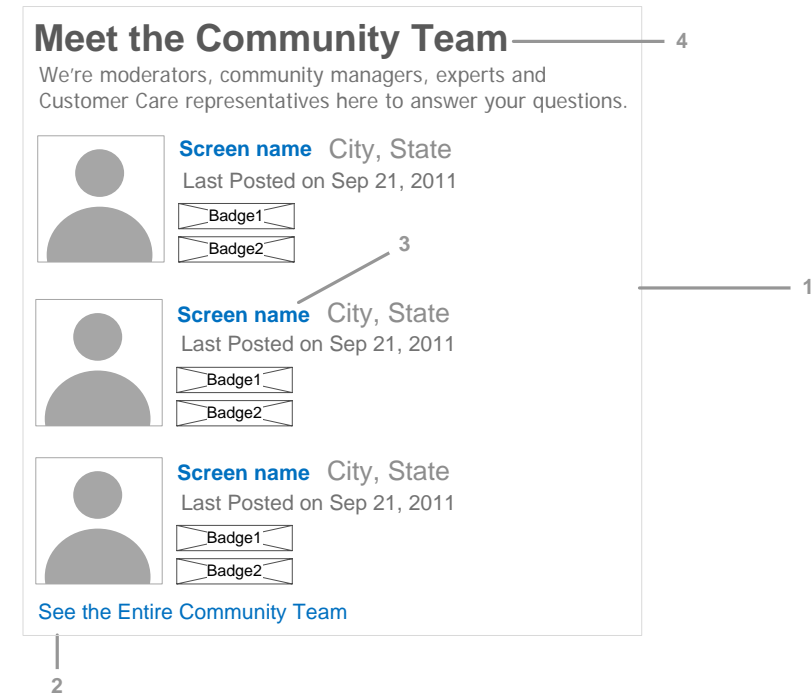 Meet the Community Team
4
We're moderators, community managers, experts and
Customer Care representatives here to answer your questions.
Screen name City, State
Last Posted on Sep 21, 2011
Badge1
Badge2
3
1
Screen name City, State
Last Posted on Sep 21, 2011
Badge1
Badge2
Screen name City, State
Last Posted on Sep 21, 2011
Badge1
Badge2
See the Entire Community Team
2